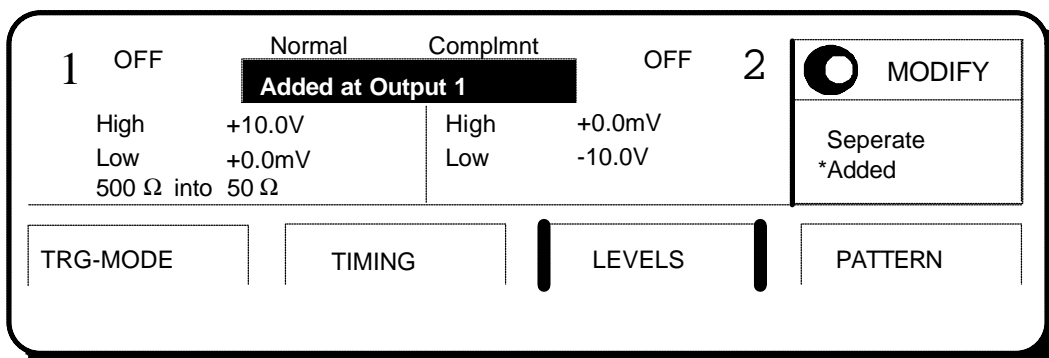 1 OFF Normal Complmnt OFF 2
Added at Output 1
High +10.0V High +0.0mV
Low +0.0mV Low -10.0V
500 Ω into 50 Ω
MODIFY
Seperate
*Added
TRG-MODE TIMING LEVELS PATTERN